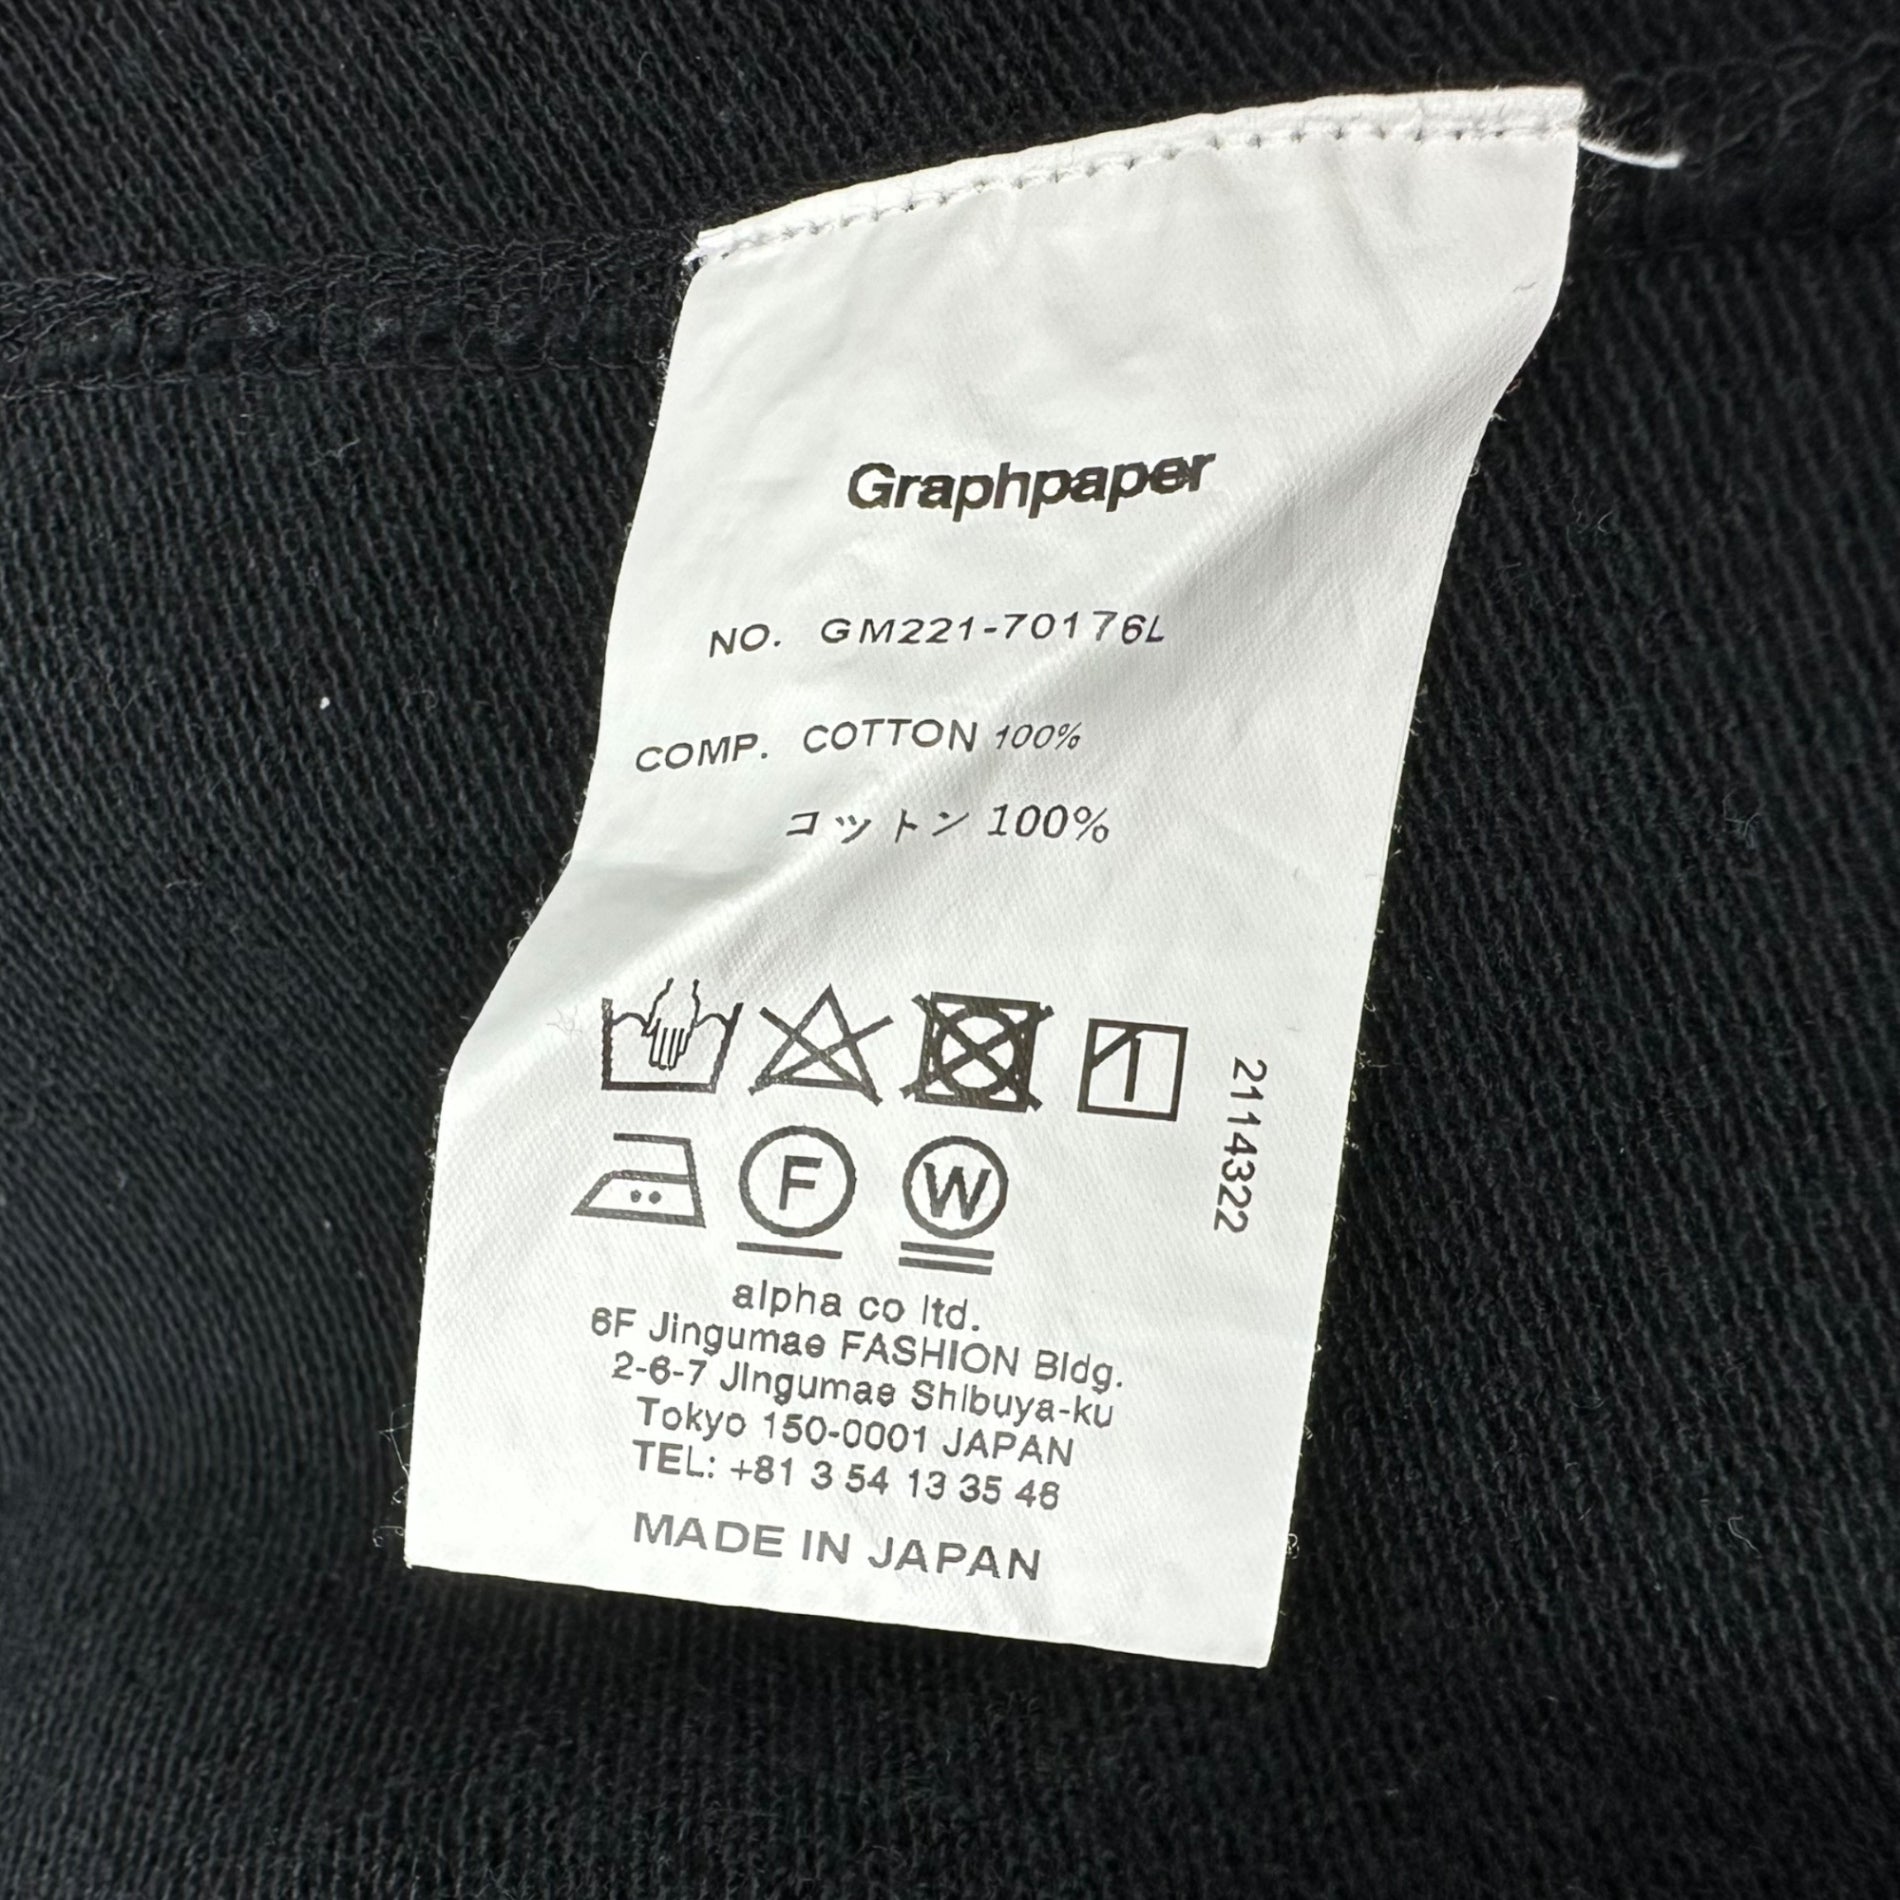 Graphpaper
NO. GM221-70176L
COMP. COTTON 100%
コットン 100%
1
2114322
F
W
alpha co ltd.
6F Jingumae FASHION Bldg.
2-6-7 Jingumae Shibuya-ku
Tokyo 150-0001 JAPAN
TEL: +81 3 54 13 35 46
MADE IN JAPAN